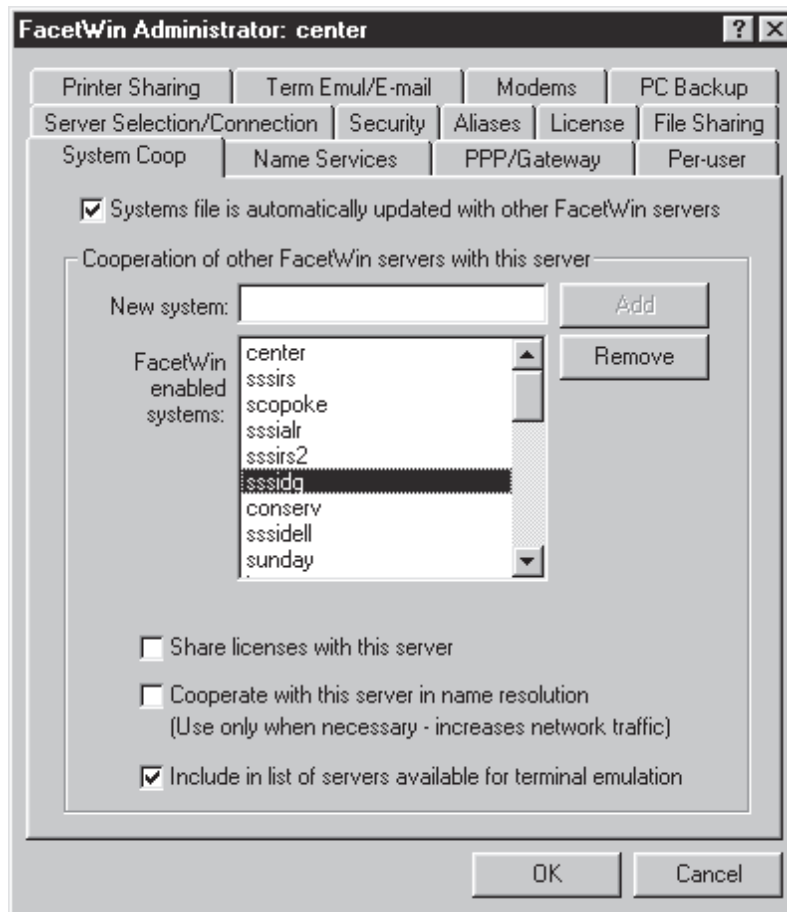 FacetWin Administrator: center
Printer Sharing Term Emul/E-mail Modems PC Backup
Server Selection/Connection Security Aliases License File Sharing
System Coop Name Services PPP/Gateway Per-user
Systems file is automatically updated with other FacetWin servers
Cooperation of other FacetWin servers with this server
New system: Add
FacetWin enabled systems:
Remove
center
sssirs
scopoke
sssialr
sssirs2
sssidg
conserv
sssidell
sunday
Share licenses with this server
Cooperate with this server in name resolution
(Use only when necessary - increases network traffic)
Include in list of servers available for terminal emulation
OK Cancel